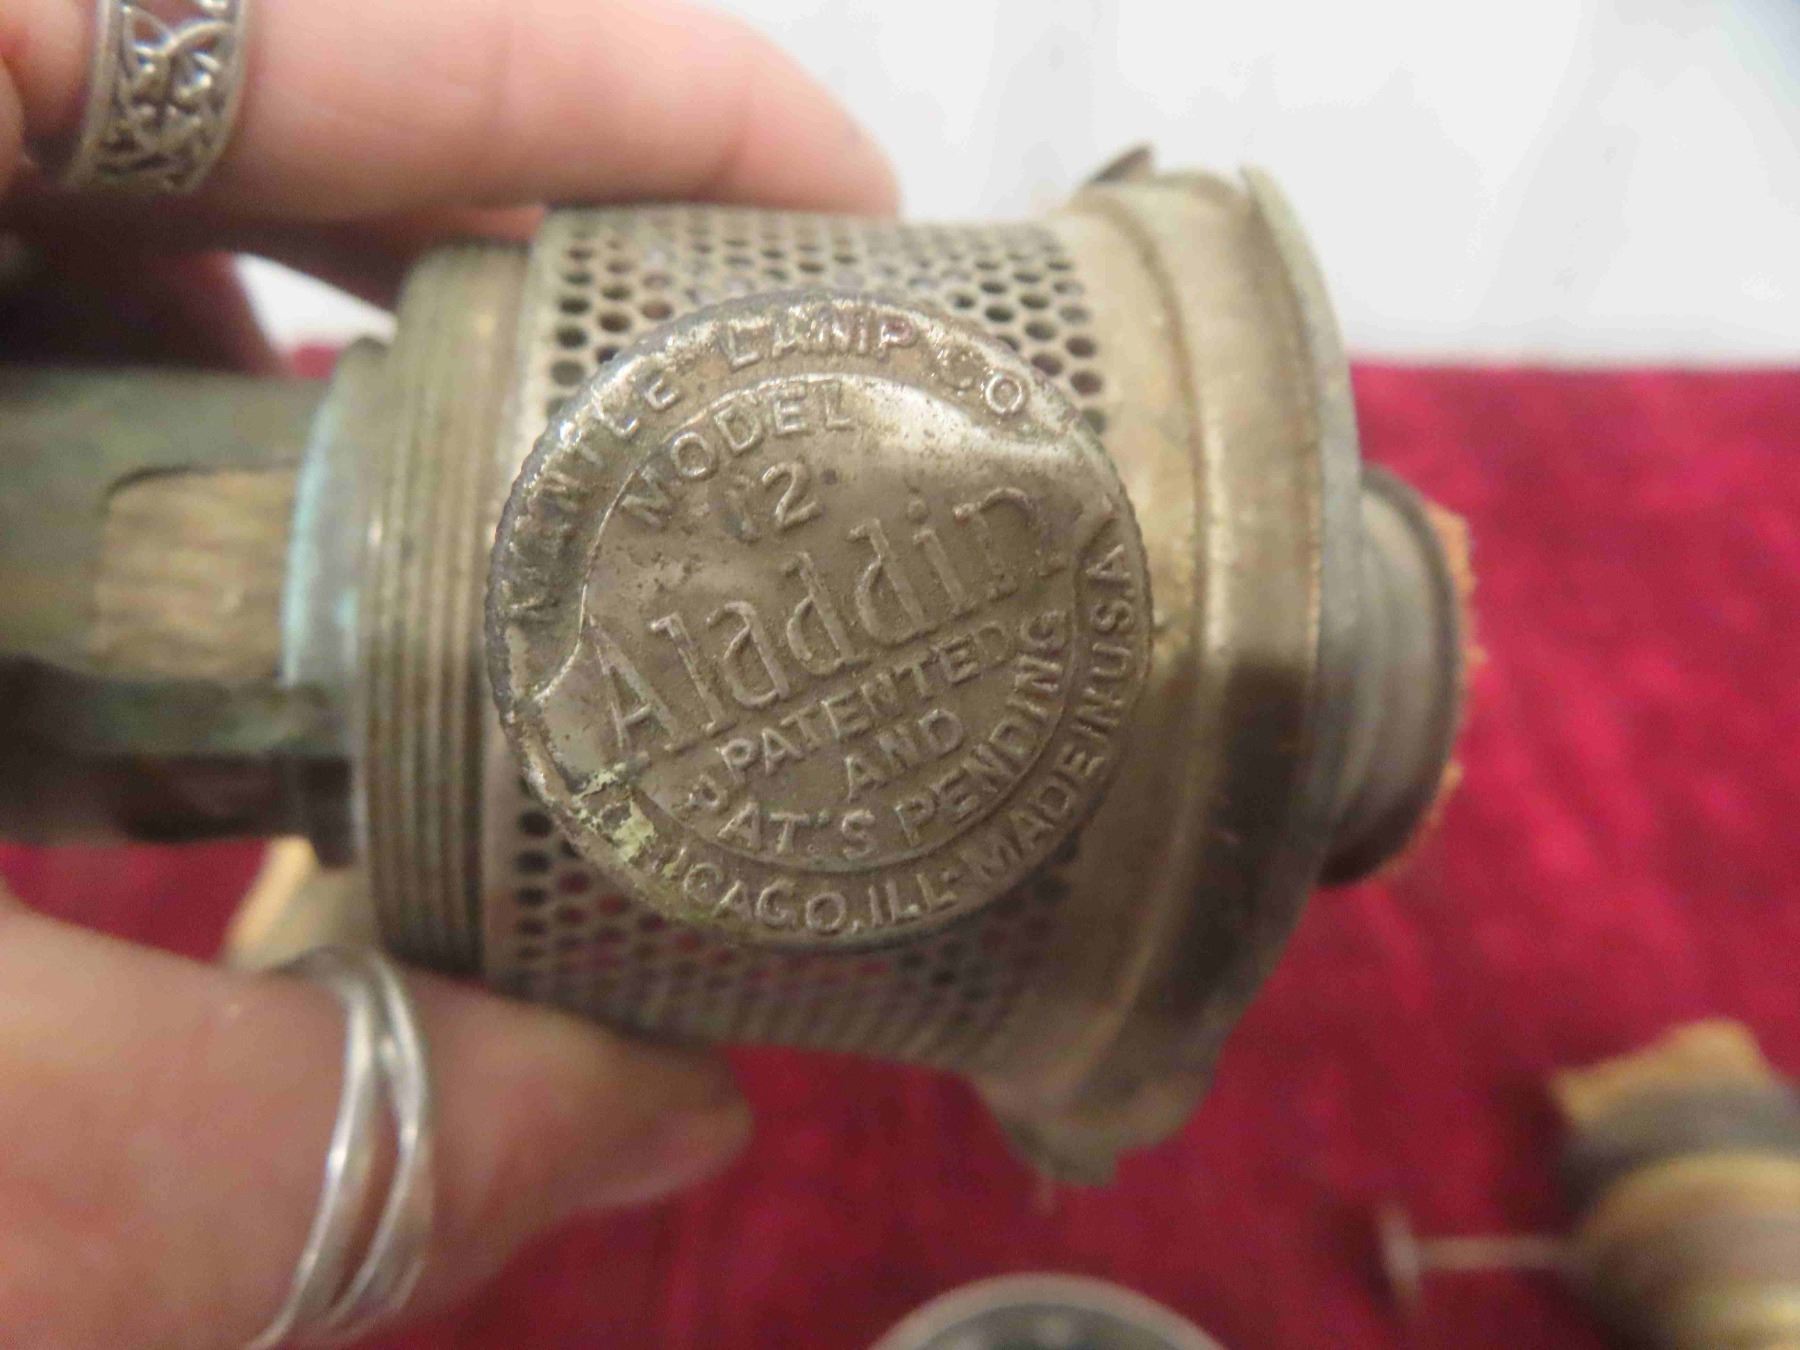 MANTLE LAMP CO
MODEL
12
Aladdin
PATENTED
AND
PAT'S PENDING
CHICAGO, ILL- MADE IN U.S.A